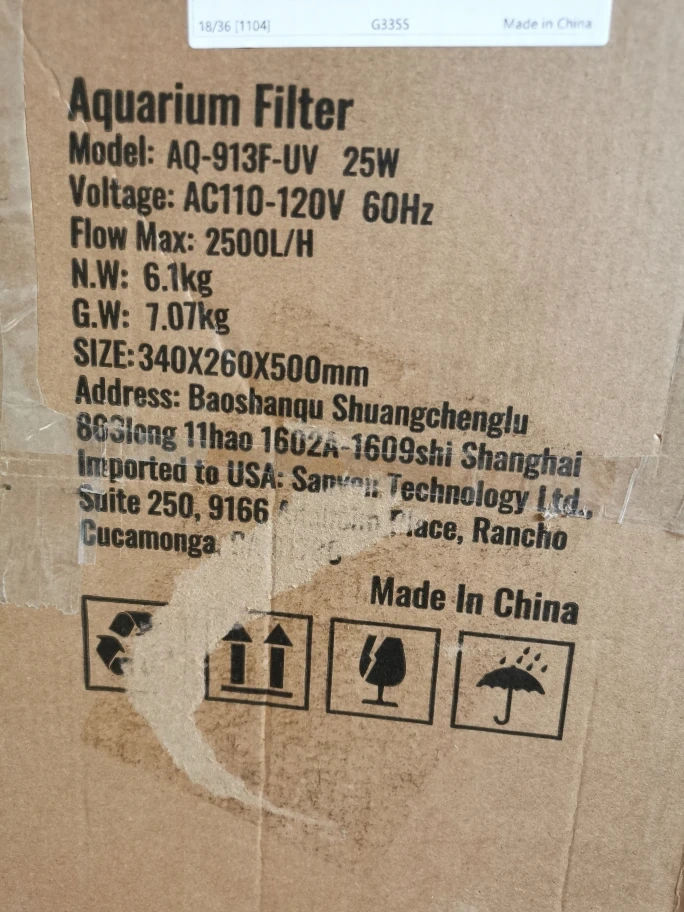 18/36 [1104] G33SS Made in China
Aquarium Filter
Model: AQ-913F-UV 25W
Voltage: AC110-120V 60Hz
Flow Max: 2500L/H
N.W: 6.1kg
G.W: 7.07kg
SIZE:340X260X500mm
Address: Baoshanqu Shuangchenglu
11hao 1602A-1609shi Shanghai
Imported to USA: Technology Ltd.,
Suite 250, 9166 Place, Rancho
Cucamonga
Made In China